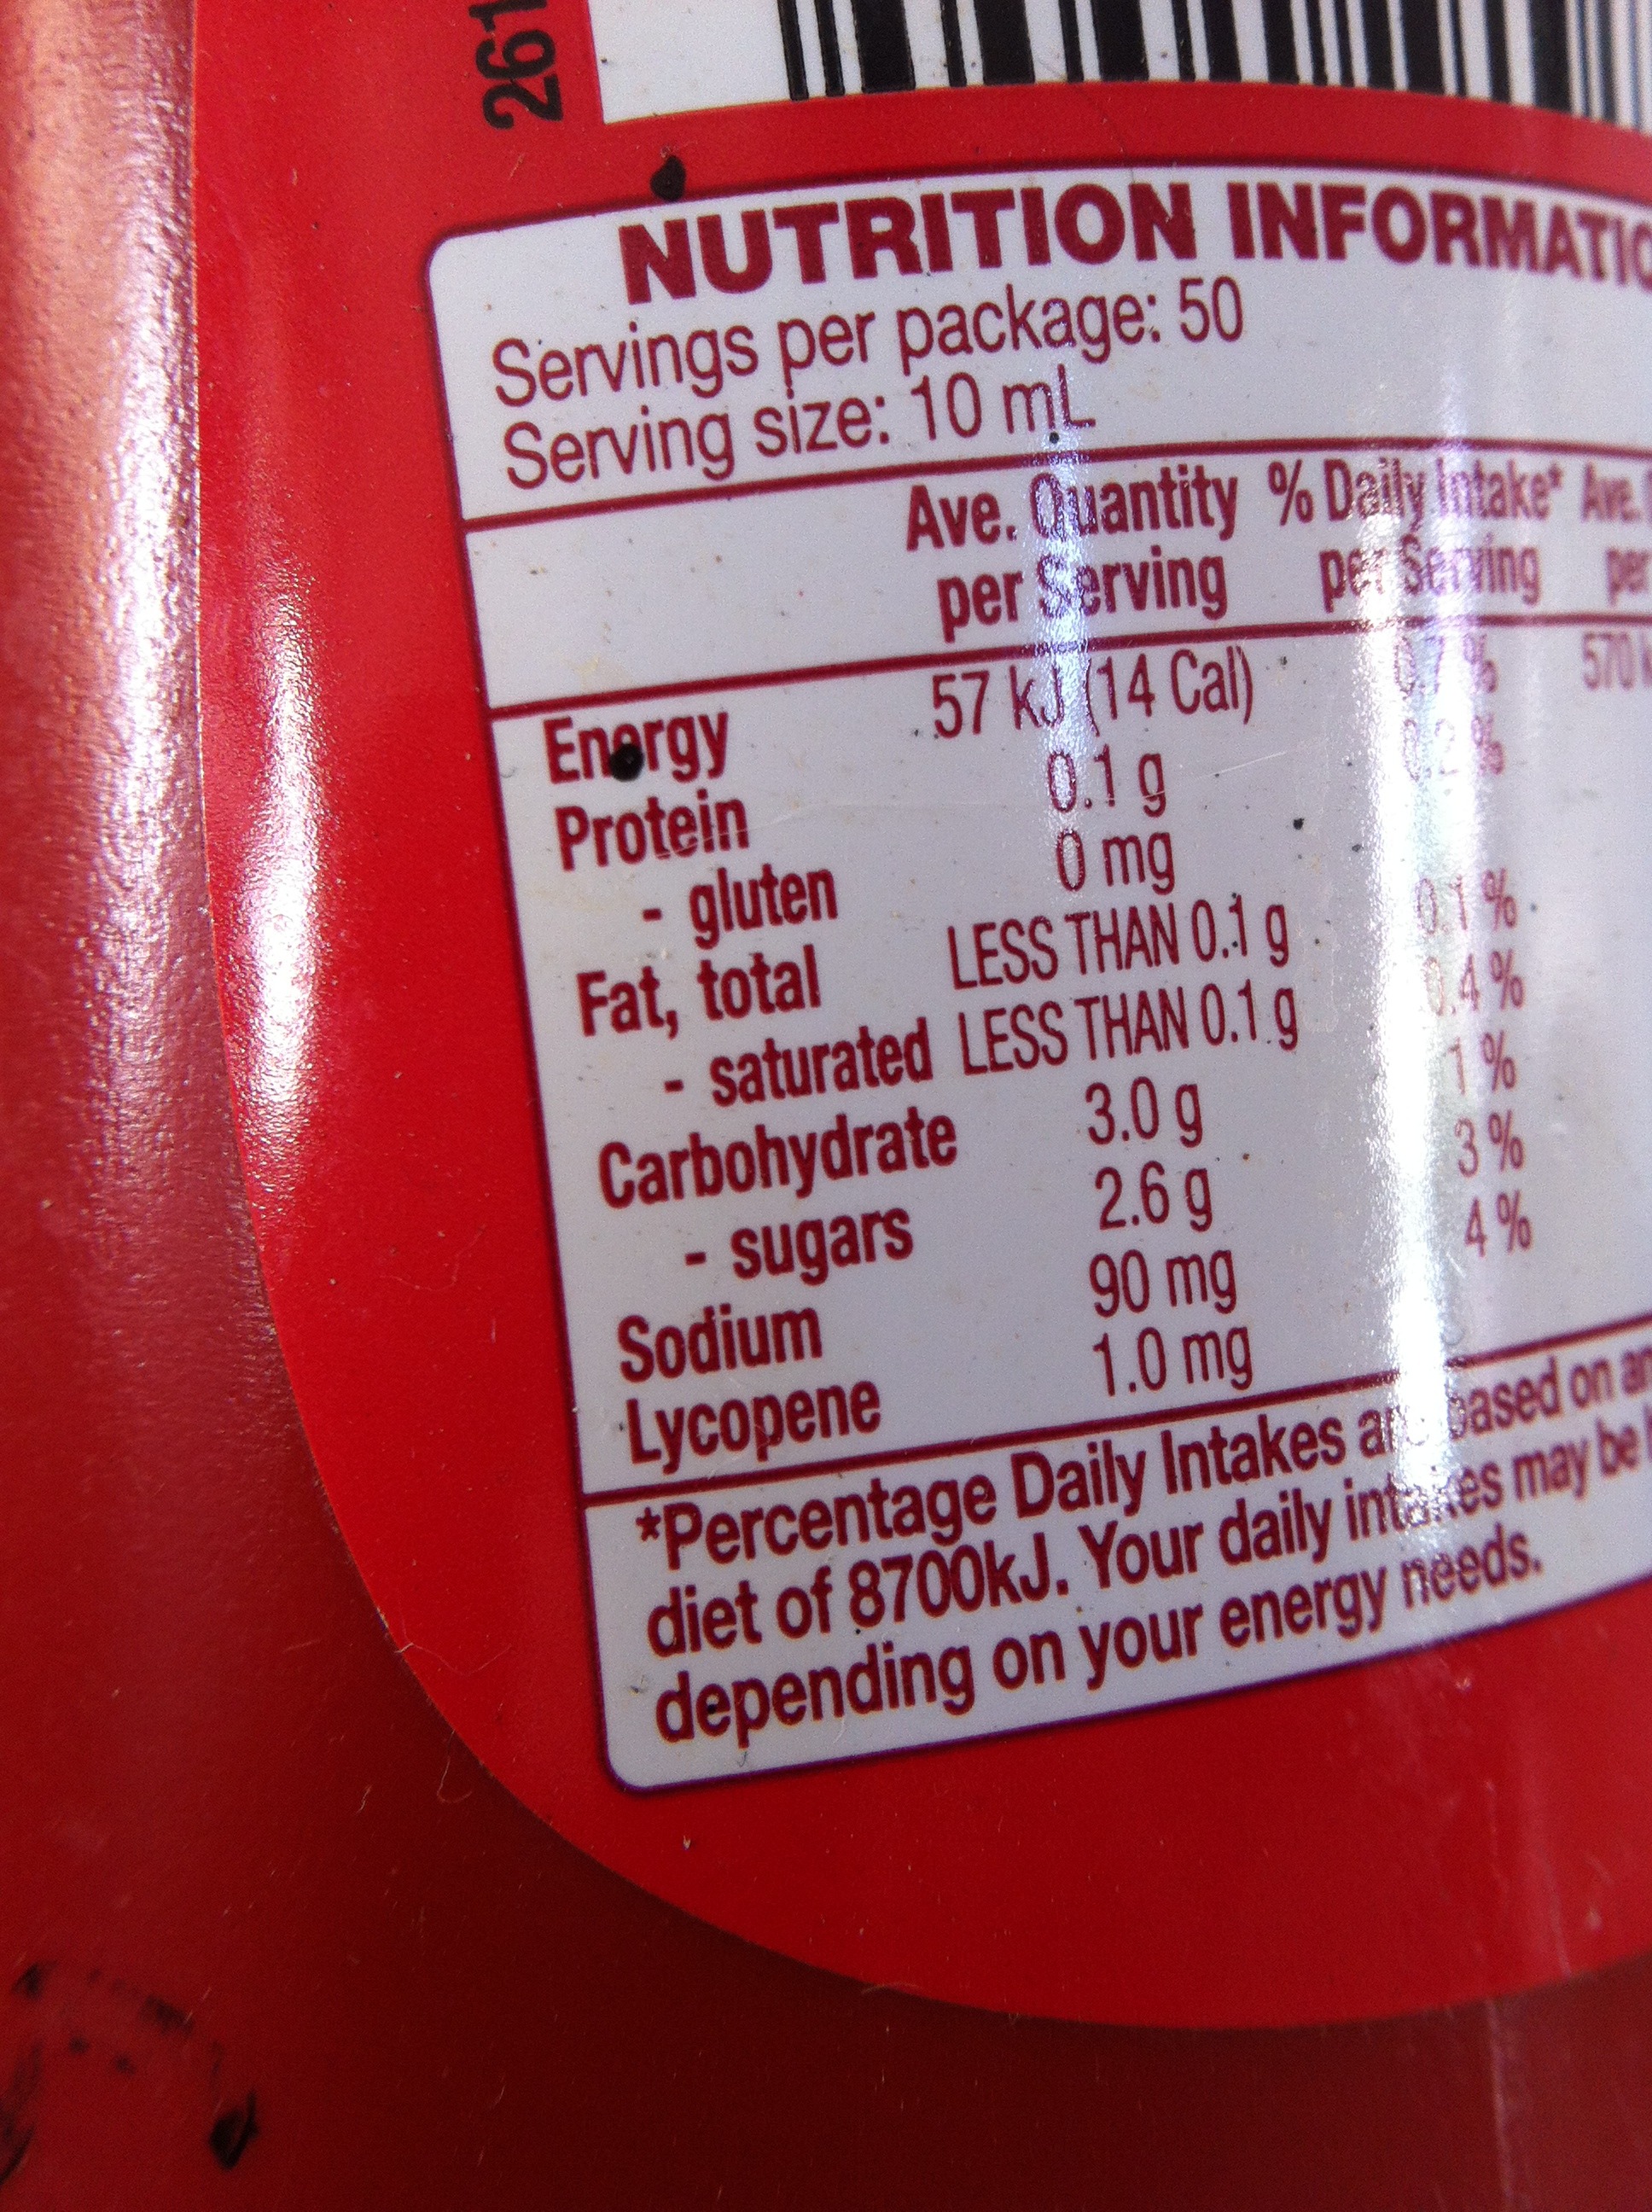 261
NUTRITION INFORMATIO
Servings per package: 50
Serving size: 10 mL
Ave. Quantity % Daily Intake* Ave.
per Serving per Serving per
Energy 57 kJ (14 Cal) 0.7 % 570 k
Protein 0.1 g 0.2 %
- gluten 0 mg
Fat, total LESS THAN 0.1 g 0.1 %
- saturated LESS THAN 0.1 g 0.4 %
Carbohydrate 3.0 g 1 %
- sugars 2.6 g 3 %
Sodium 90 mg 4 %
Lycopene 1.0 mg
*Percentage Daily Intakes are based on an
diet of 8700kJ. Your daily intakes may be
depending on your energy needs.